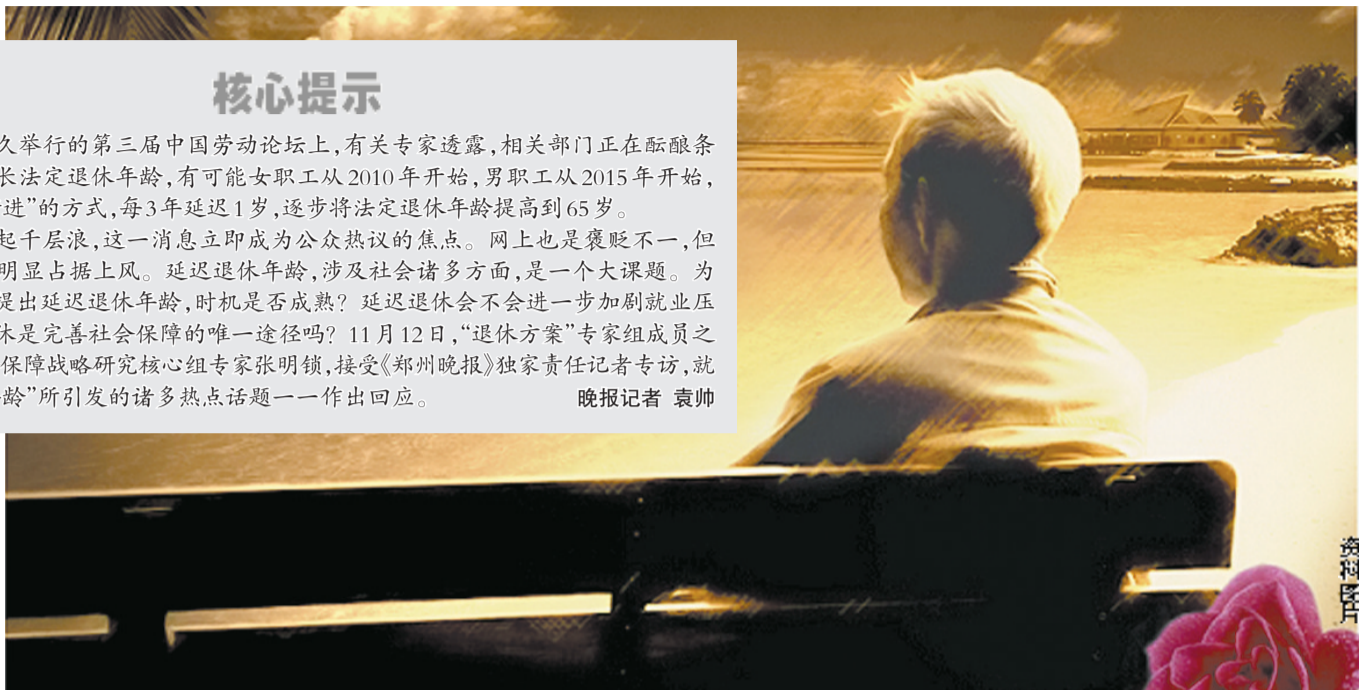 核心提示
久举行的第三届中国劳动论坛上,有关专家透露,相关部门正在酝酿条
长法定退休年龄,有可能女职工从2010年开始,男职工从2015年开始,
进”的方式,每3年延迟1岁,逐步将法定退休年龄提高到65岁。
起千层浪,这一消息立即成为公众热议的焦点。网上也是褒贬不一,但
明显占据上风。延迟退休年龄,涉及社会诸多方面,是一个大课题。为
提出延迟退休年龄,时机是否成熟？延迟退休会不会进一步加剧就业压
休是完善社会保障的唯一途径吗？11月12日,“退休方案”专家组成员之
保障战略研究核心组专家张明锁,接受《郑州晚报》独家责任记者专访,就
龄”所引发的诸多热点话题一一作出回应。 晚报记者 袁帅
资料图片